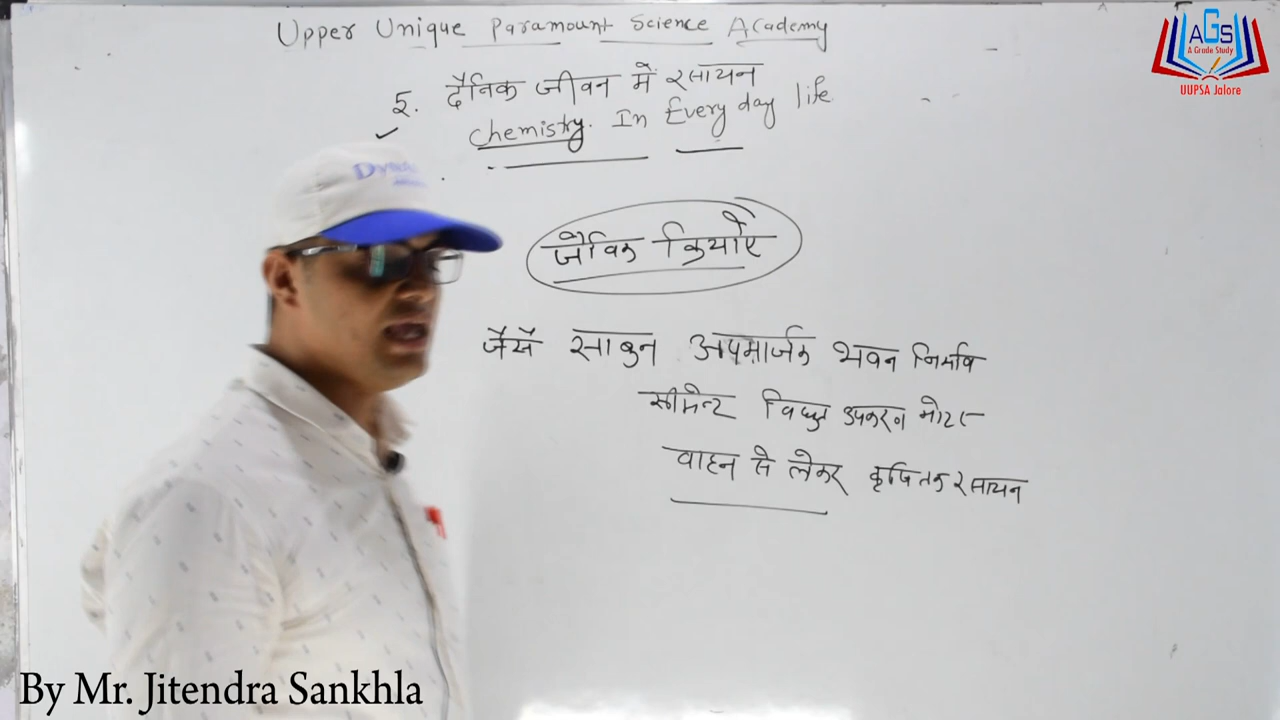 Upper Unique Paramount Science Academy
AGS
A Grade Study
UUPSA Jalore
5. दैनिक जीवन में रसायन
Chemistry. In Every day life
जैविक क्रियाएँ
जैसे साबुन अपमार्जक भवन निर्माण
सीमेन्ट विधुत उपकरण मोटर
वाहन से लेकर कृषि तक रसायन
By Mr. Jitendra Sankhla